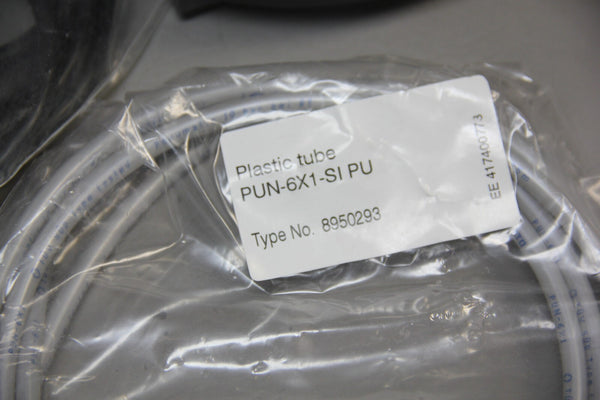 Plastic tube
PUN-6X1-SI PU
Type No. 8950293
EE 417400773